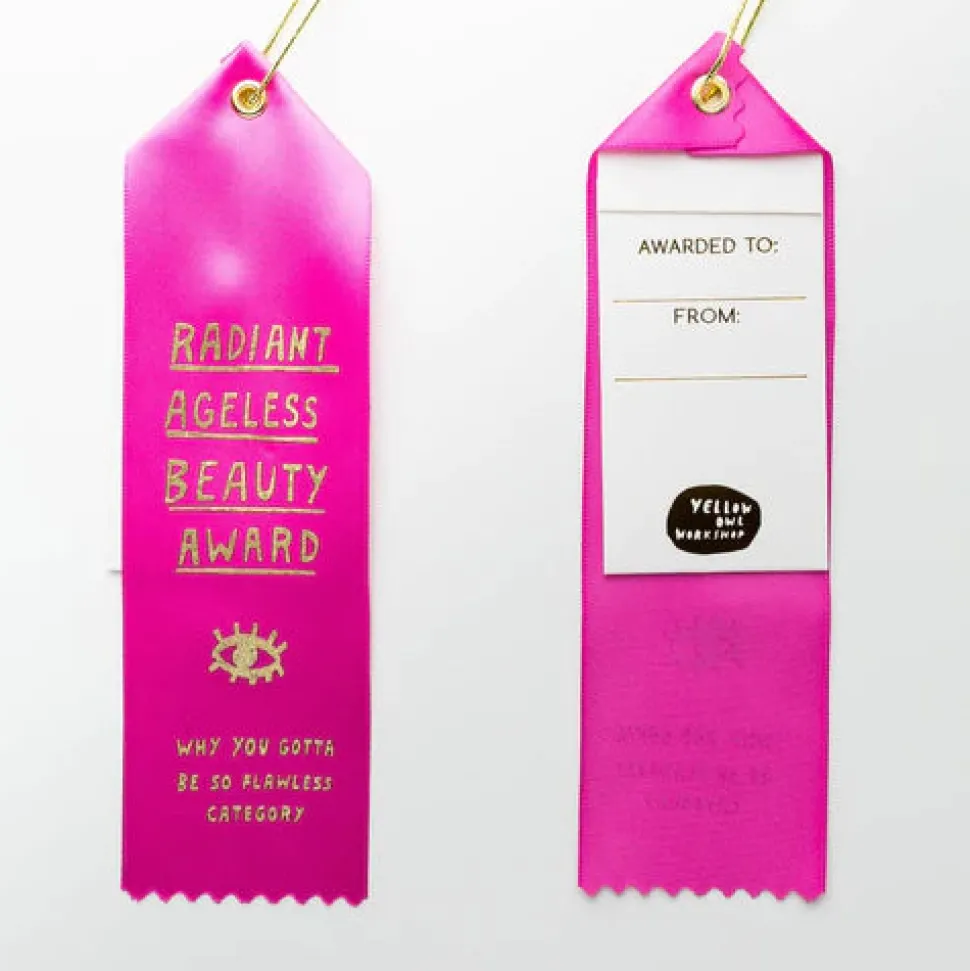 RADIANT
AGELESS
BEAUTY
AWARD
WHY YOU GOTTA
BE SO FLAWLESS
CATEGORY
AWARDED TO:
FROM:
YELLOW
OWL
WORKSHOP